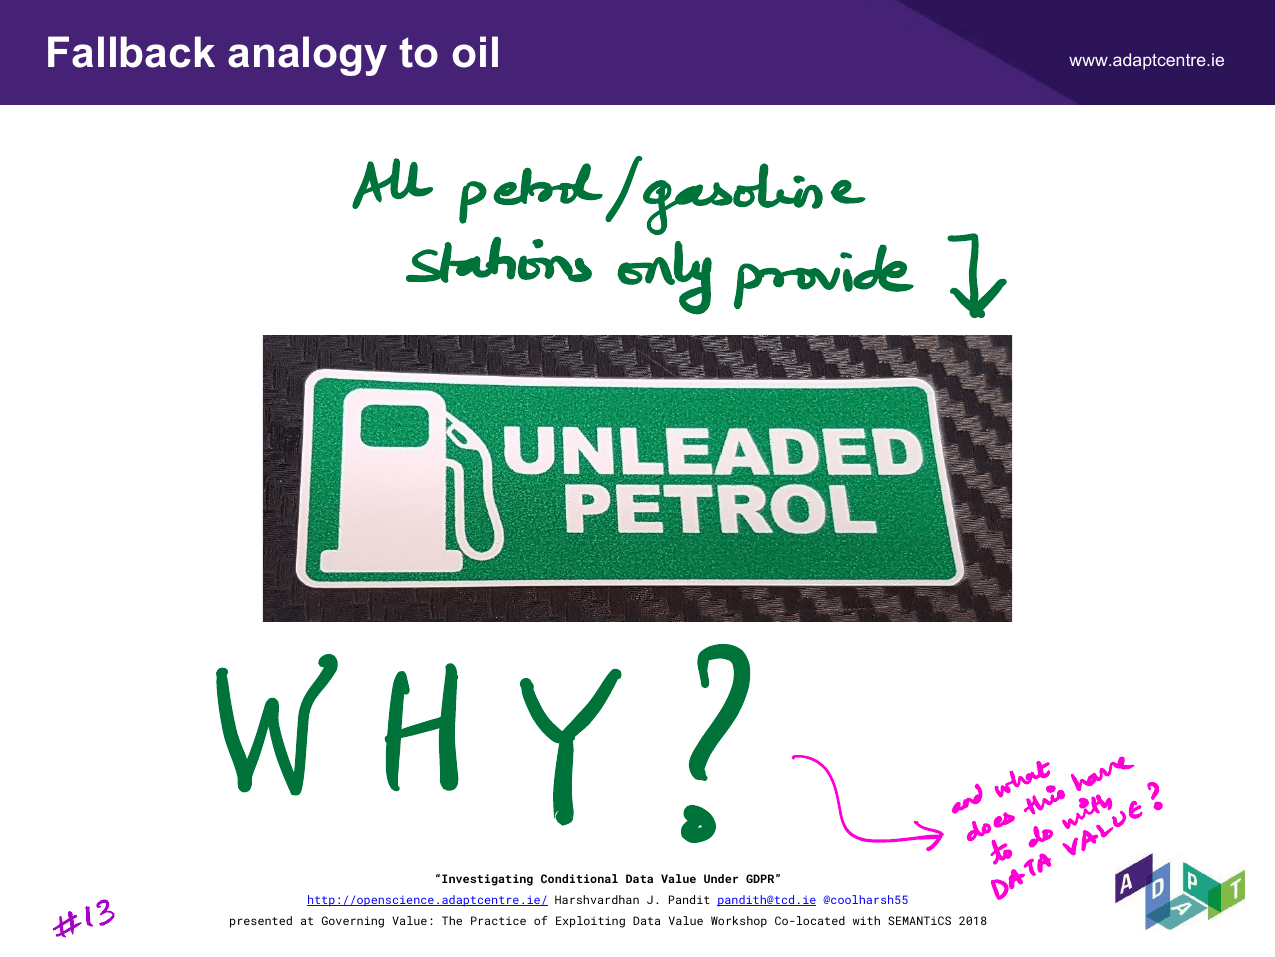 Fallback analogy to oil
www.adaptcentre.ie
All petrol/gasoline
stations only provide
UNLEADED
PETROL
WHY?
and what
does this have
to do with
DATA VALUE?
“Investigating Conditional Data Value Under GDPR”
http://openscience.adaptcentre.ie/ Harshvardhan J. Pandit pandith@tcd.ie @coolharsh55
presented at Governing Value: The Practice of Exploiting Data Value Workshop Co-located with SEMANTiCS 2018
#13
ADAPT